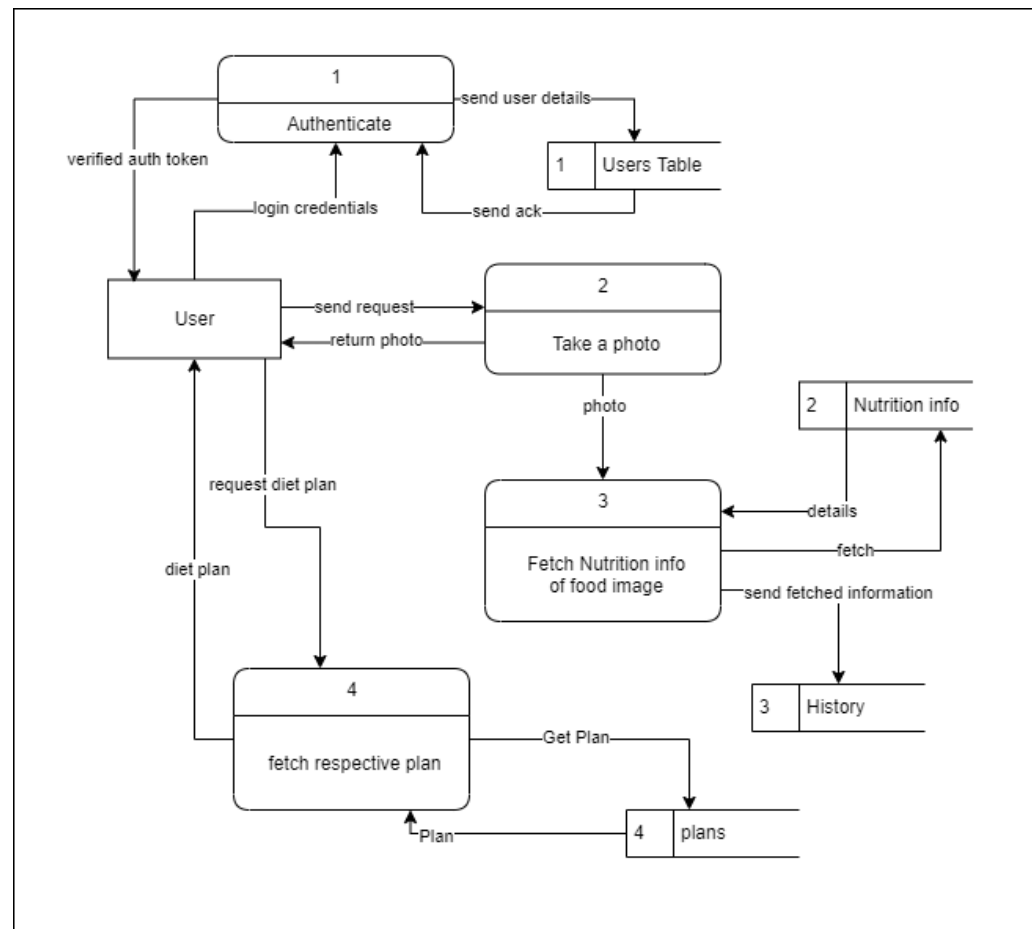 1
Authenticate
send user details
verified auth token
1
Users Table
login credentials
send ack
2
User
send request
return photo
Take a photo
photo
2
Nutrition info
request diet plan
3
details
fetch
Fetch Nutrition info
of food image
diet plan
send fetched information
4
3
History
fetch respective plan
Get Plan
Plan
4
plans